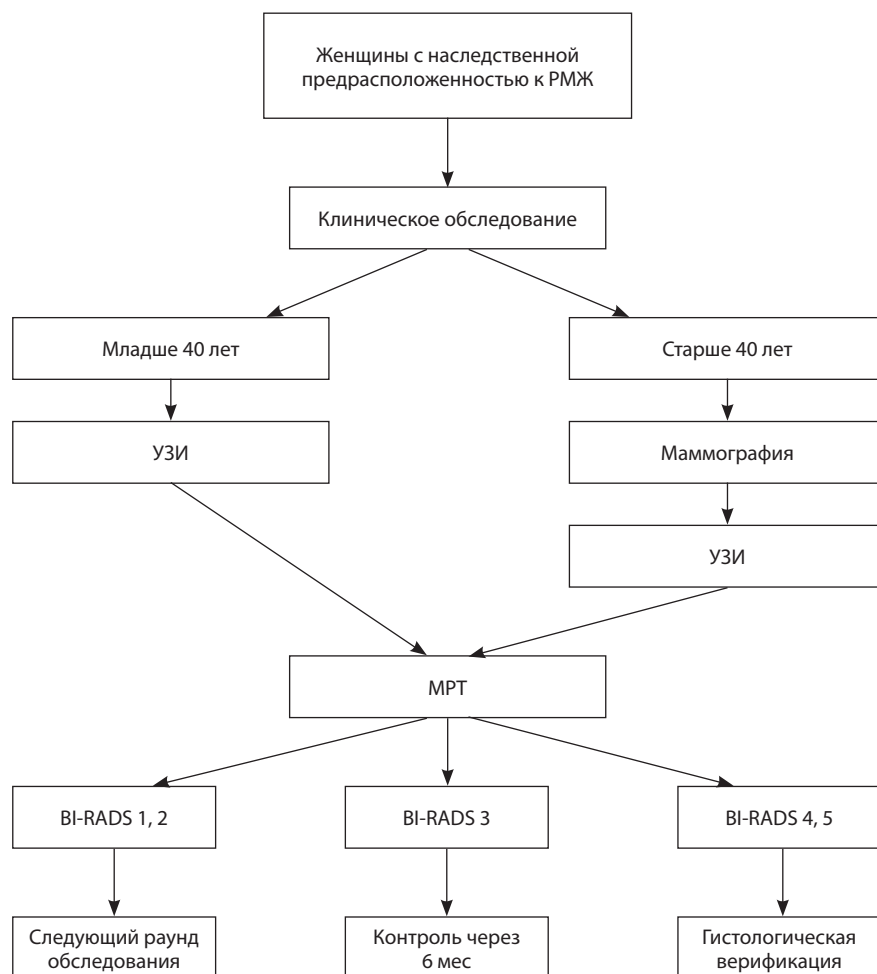 Женщины с наследственной
предрасположенностью к РМЖ
Клиническое обследование
Младше 40 лет
Старше 40 лет
УЗИ
Маммография
УЗИ
МРТ
BI-RADS 1, 2
BI-RADS 3
BI-RADS 4, 5
Следующий раунд
обследования
Контроль через
6 мес
Гистологическая
верификация